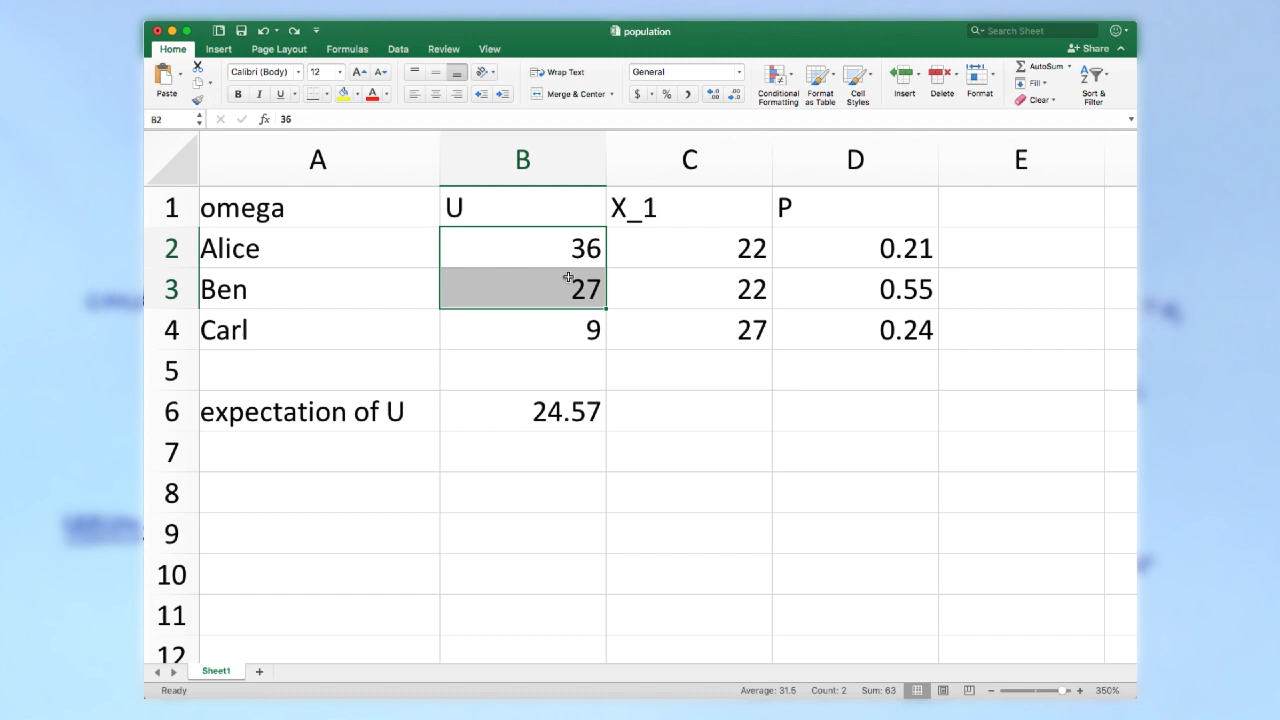 population
Search Sheet
Home Insert Page Layout Formulas Data Review View
Share
Paste
Calibri (Body) 12 A A
B I U A
Wrap Text
Merge & Center
General
$ %
Conditional Formatting
Format as Table
Cell Styles
Insert
Delete
Format
AutoSum
Fill
Clear
Sort & Filter
B2 fx 36
A B C D E
1 omega U X_1 P
2 Alice 36 22 0.21
3 Ben 27 22 0.55
4 Carl 9 27 0.24
5
6 expectation of U 24.57
7
8
9
10
11
12
Sheet1 +
Ready Average: 31.5 Count: 2 Sum: 63 − + 350%